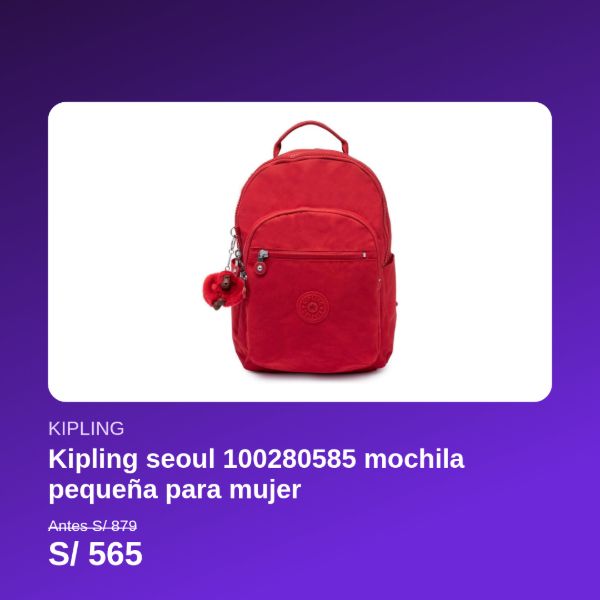 KIPLING
Kipling seoul 100280585 mochila
pequeña para mujer
Antes S/ 879
S/ 565